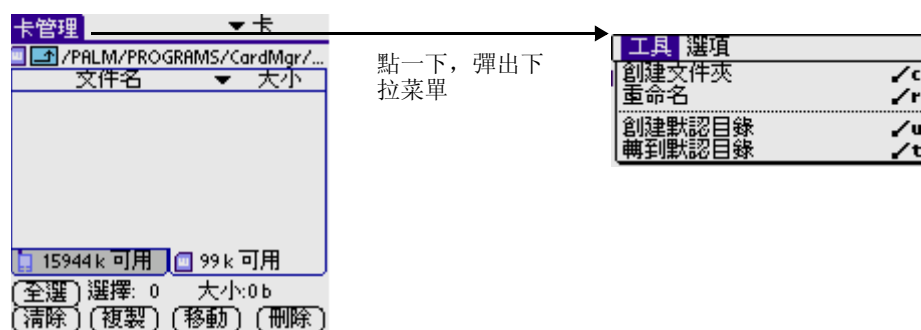 卡管理 卡
/PALM/PROGRAMS/CardMgr/...
文件名 大小
15944k 可用 99k 可用
全選 選擇: 0 大小:0b
清除 複製 移動 刪除
點一下，彈出下
拉菜單
工具 選項
創建文件夾 /c
重命名 /r
創建默認目錄 /u
轉到默認目錄 /t